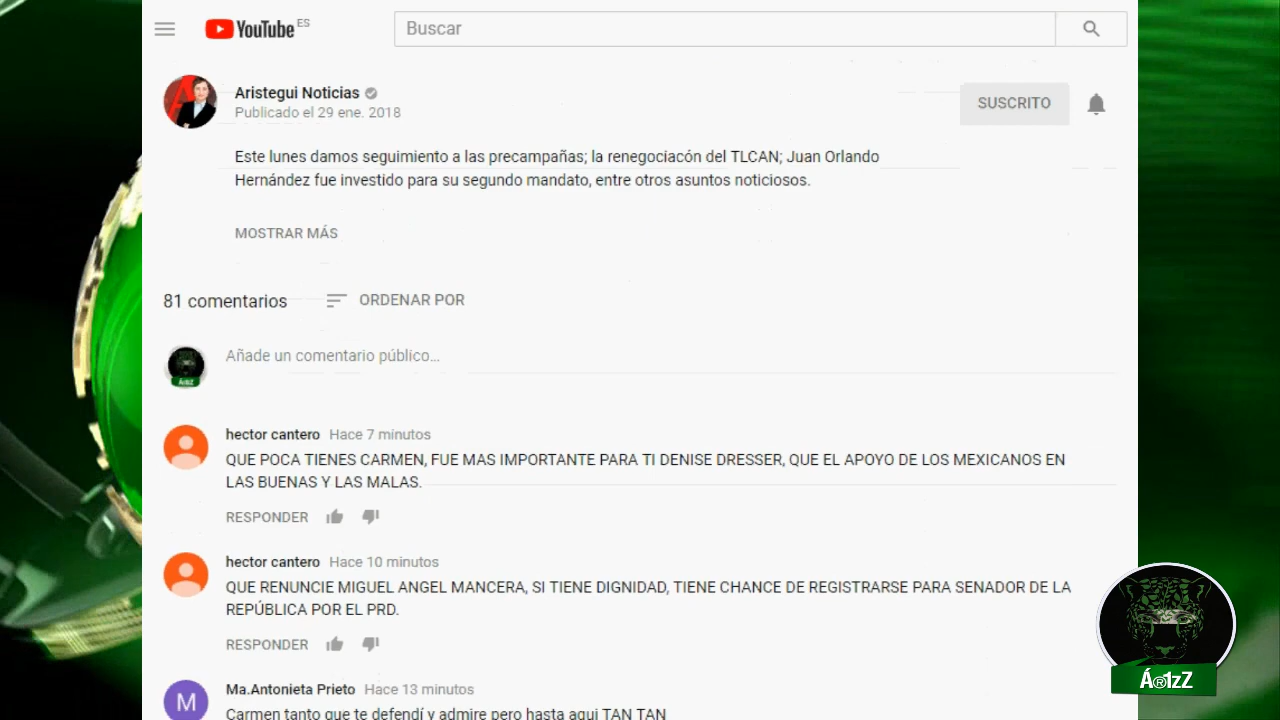 YouTube ES
Buscar
Aristegui Noticias
SUSCRITO
Publicado el 29 ene. 2018
Este lunes damos seguimiento a las precampañas; la renegociacón del TLCAN; Juan Orlando
Hernández fue investido para su segundo mandato, entre otros asuntos noticiosos.
MOSTRAR MÁS
81 comentarios
ORDENAR POR
Añade un comentario público...
hector cantero Hace 7 minutos
QUE POCA TIENES CARMEN, FUE MAS IMPORTANTE PARA TI DENISE DRESSER, QUE EL APOYO DE LOS MEXICANOS EN
LAS BUENAS Y LAS MALAS.
RESPONDER
hector cantero Hace 10 minutos
QUE RENUNCIE MIGUEL ANGEL MANCERA, SI TIENE DIGNIDAD, TIENE CHANCE DE REGISTRARSE PARA SENADOR DE LA
REPÚBLICA POR EL PRD.
RESPONDER
M
Ma.Antonieta Prieto Hace 13 minutos
Carmen tanto que te defendí y admire pero hasta aqui TAN TAN
Á®1zZ